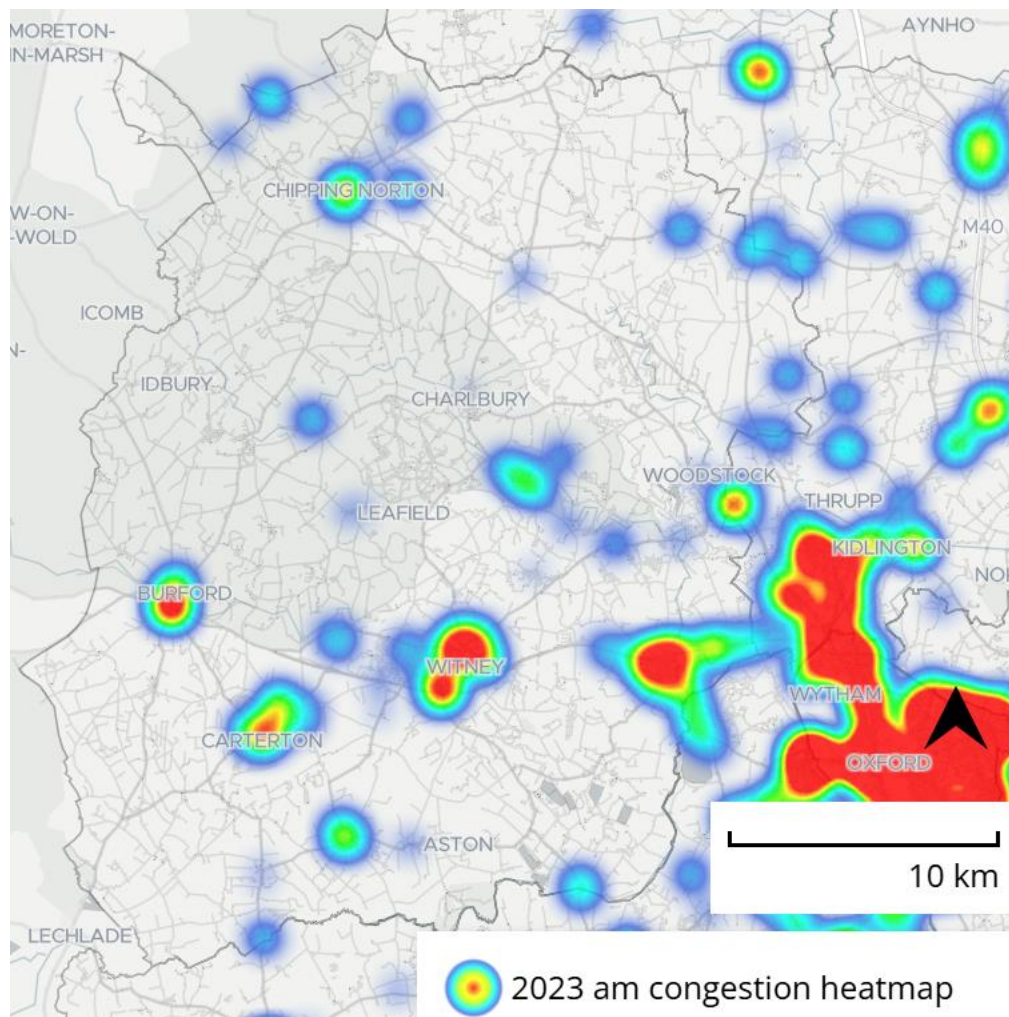 MORETON-
IN-MARSH
AYNHO
CHIPPING NORTON
W-ON-
-WOLD
M40
ICOMB
N-
IDBURY
CHARLBURY
WOODSTOCK
THRUPP
LEAFIELD
KIDLINGTON
NOR
BURFORD
WITNEY
WYTHAM
CARTERTON
OXFORD
ASTON
10 km
LECHLADE
2023 am congestion heatmap